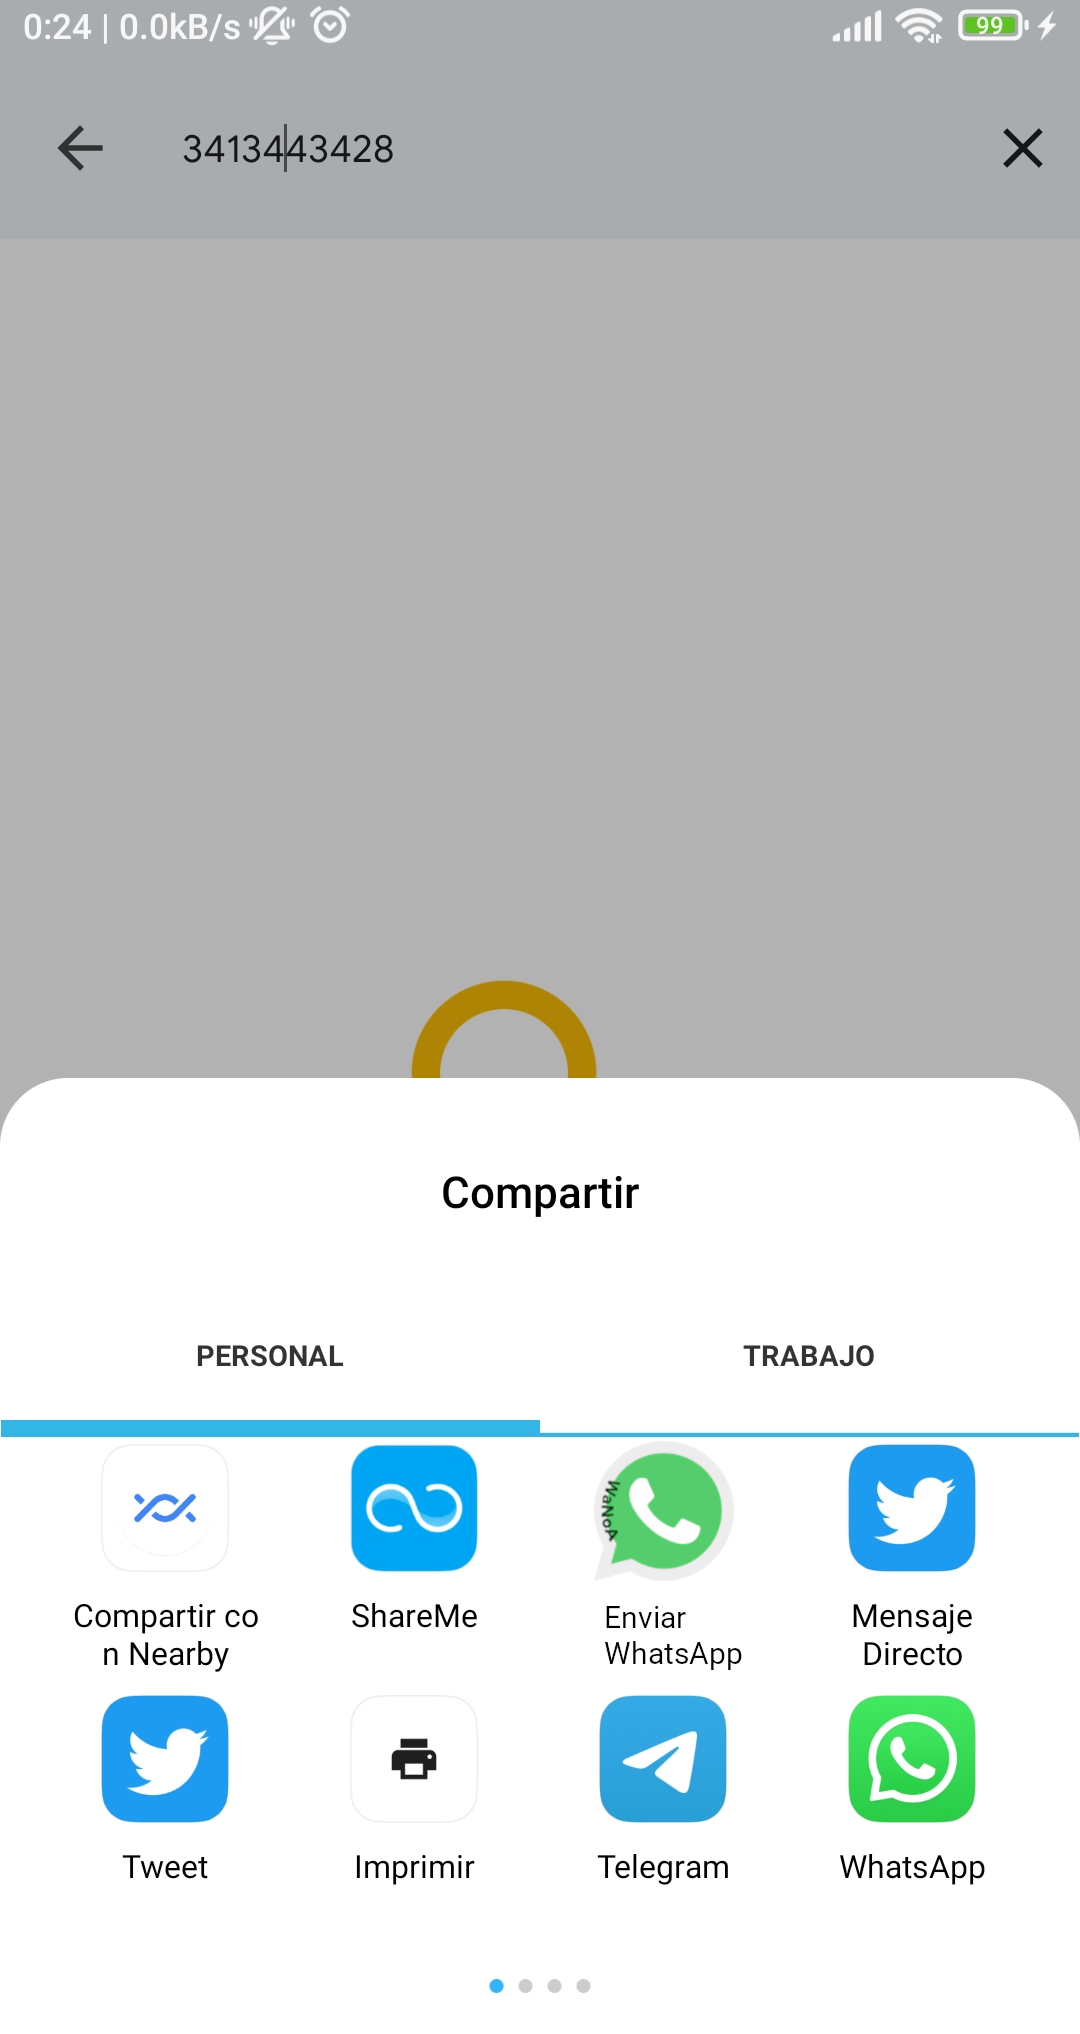 0:24 | 0.0kB/s
99
3413443428
Compartir
PERSONAL
TRABAJO
WaNoA
Compartir co
n Nearby
ShareMe
Enviar
WhatsApp
Mensaje
Directo
Tweet
Imprimir
Telegram
WhatsApp